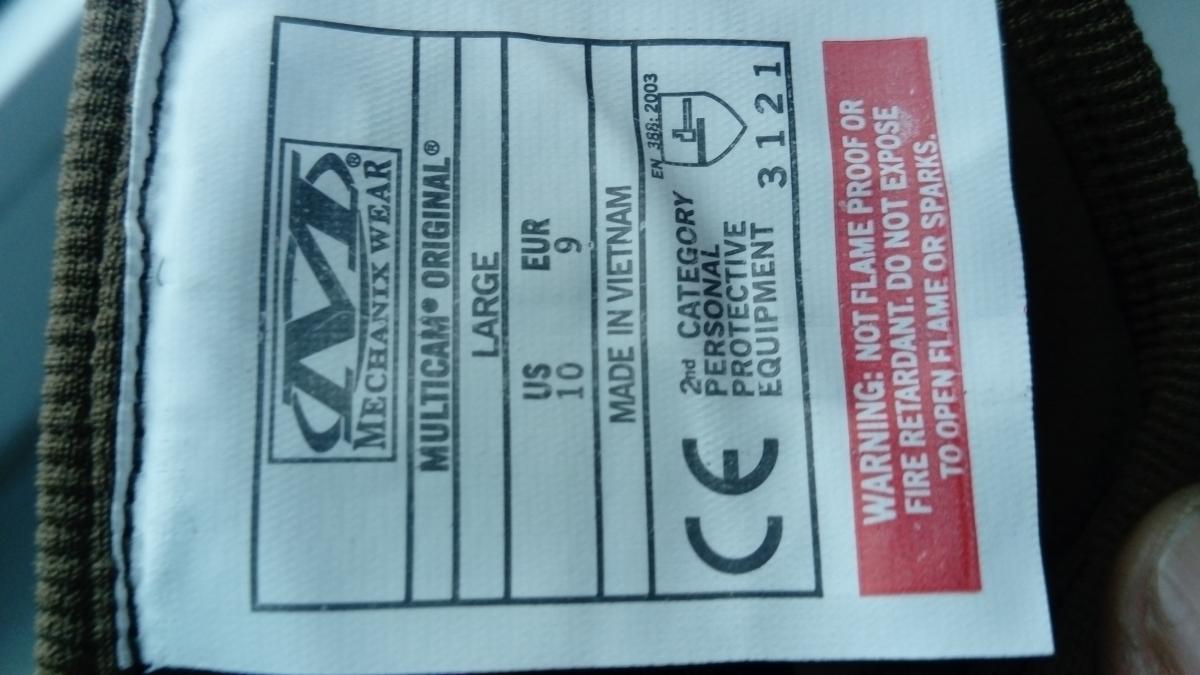 MECHANIX WEAR®
MULTICAM® ORIGINAL®
LARGE
US EUR
10 9
MADE IN VIETNAM
CE
2nd CATEGORY
PERSONAL
PROTECTIVE
EQUIPMENT
EN 388: 2003
3 1 2 1
WARNING: NOT FLAME PROOF OR
FIRE RETARDANT. DO NOT EXPOSE
TO OPEN FLAME OR SPARKS.